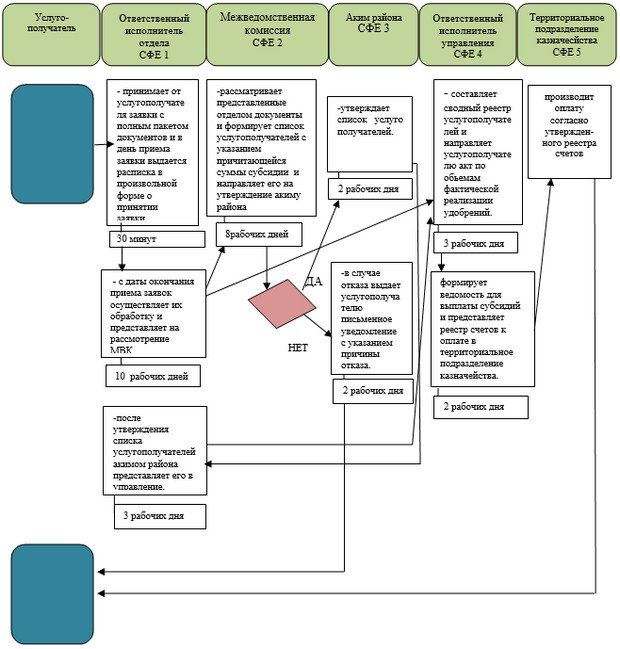 Услуго-
получатель
Ответственный
исполнитель
отдела
СФЕ 1
Межведомственная
комиссия
СФЕ 2
Аким района
СФЕ 3
Ответственный
исполнитель
управления
СФЕ 4
Территориальное
подразделение
казначейства
СФЕ 5
- принимает от
услугополучате
ля заявки с
полным пакетом
документов и в
день приема
заявки выдается
расписка в
произвольной
форме о
принятии
заявки
30 минут
- с даты окончания
приема заявок
осуществляет их
обработку и
представляет на
рассмотрение
МВК
10 рабочих дней
-после
утверждения
списка
услугополучателей
акимом района
представляет его в
управление.
3 рабочих дня
-рассматривает
представленные
отделом документы
и формирует список
услугополучателей с
указанием
причитающейся
суммы субсидии и
направляет его на
утверждение акиму
района
8рабочих дней
ДА
НЕТ
-утверждает
список услуго
получателей.
2 рабочих дня
-в случае
отказа выдает
услугополуча
телю
письменное
уведомление
с указанием
причины
отказа.
2 рабочих дня
- составляет
сводный реестр
услугополучате
лей и
направляет
услугополучате
лю акт по
объемам
фактической
реализации
удобрений.
3 рабочих дня
формирует
ведомость для
выплаты субсидий
и представляет
реестр счетов к
оплате в
территориальное
подразделение
казначейства.
2 рабочих дня
производит
оплату
согласно
утвержден-
ного реестра
счетов